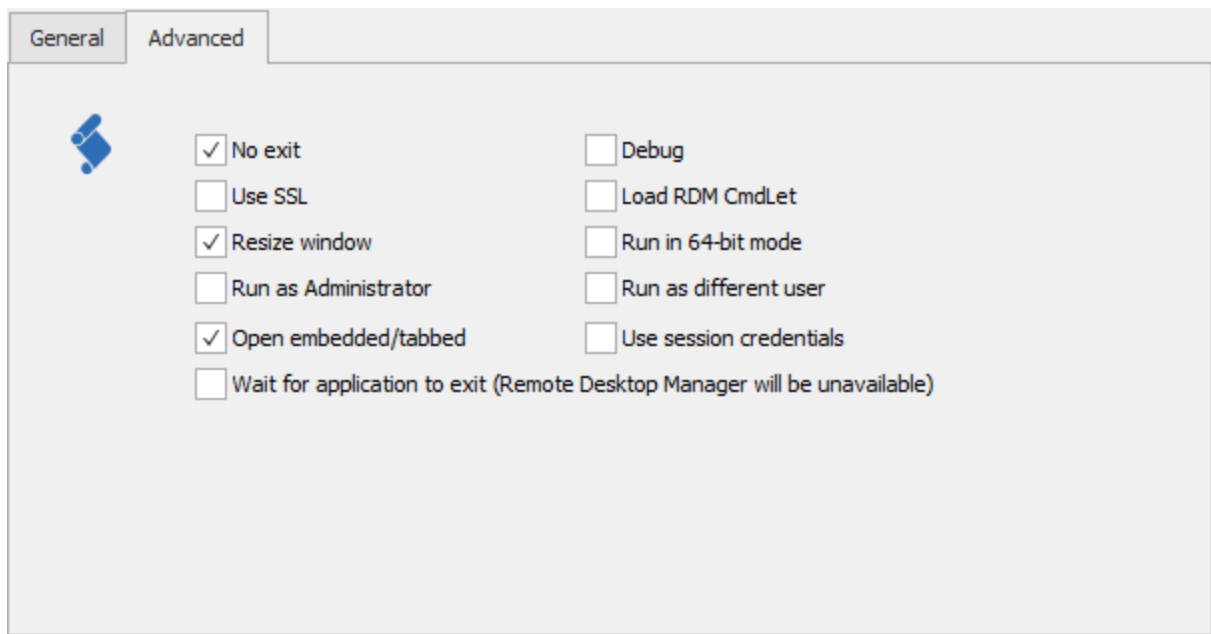 General Advanced
No exit Debug
Use SSL Load RDM CmdLet
Resize window Run in 64-bit mode
Run as Administrator Run as different user
Open embedded/tabbed Use session credentials
Wait for application to exit (Remote Desktop Manager will be unavailable)